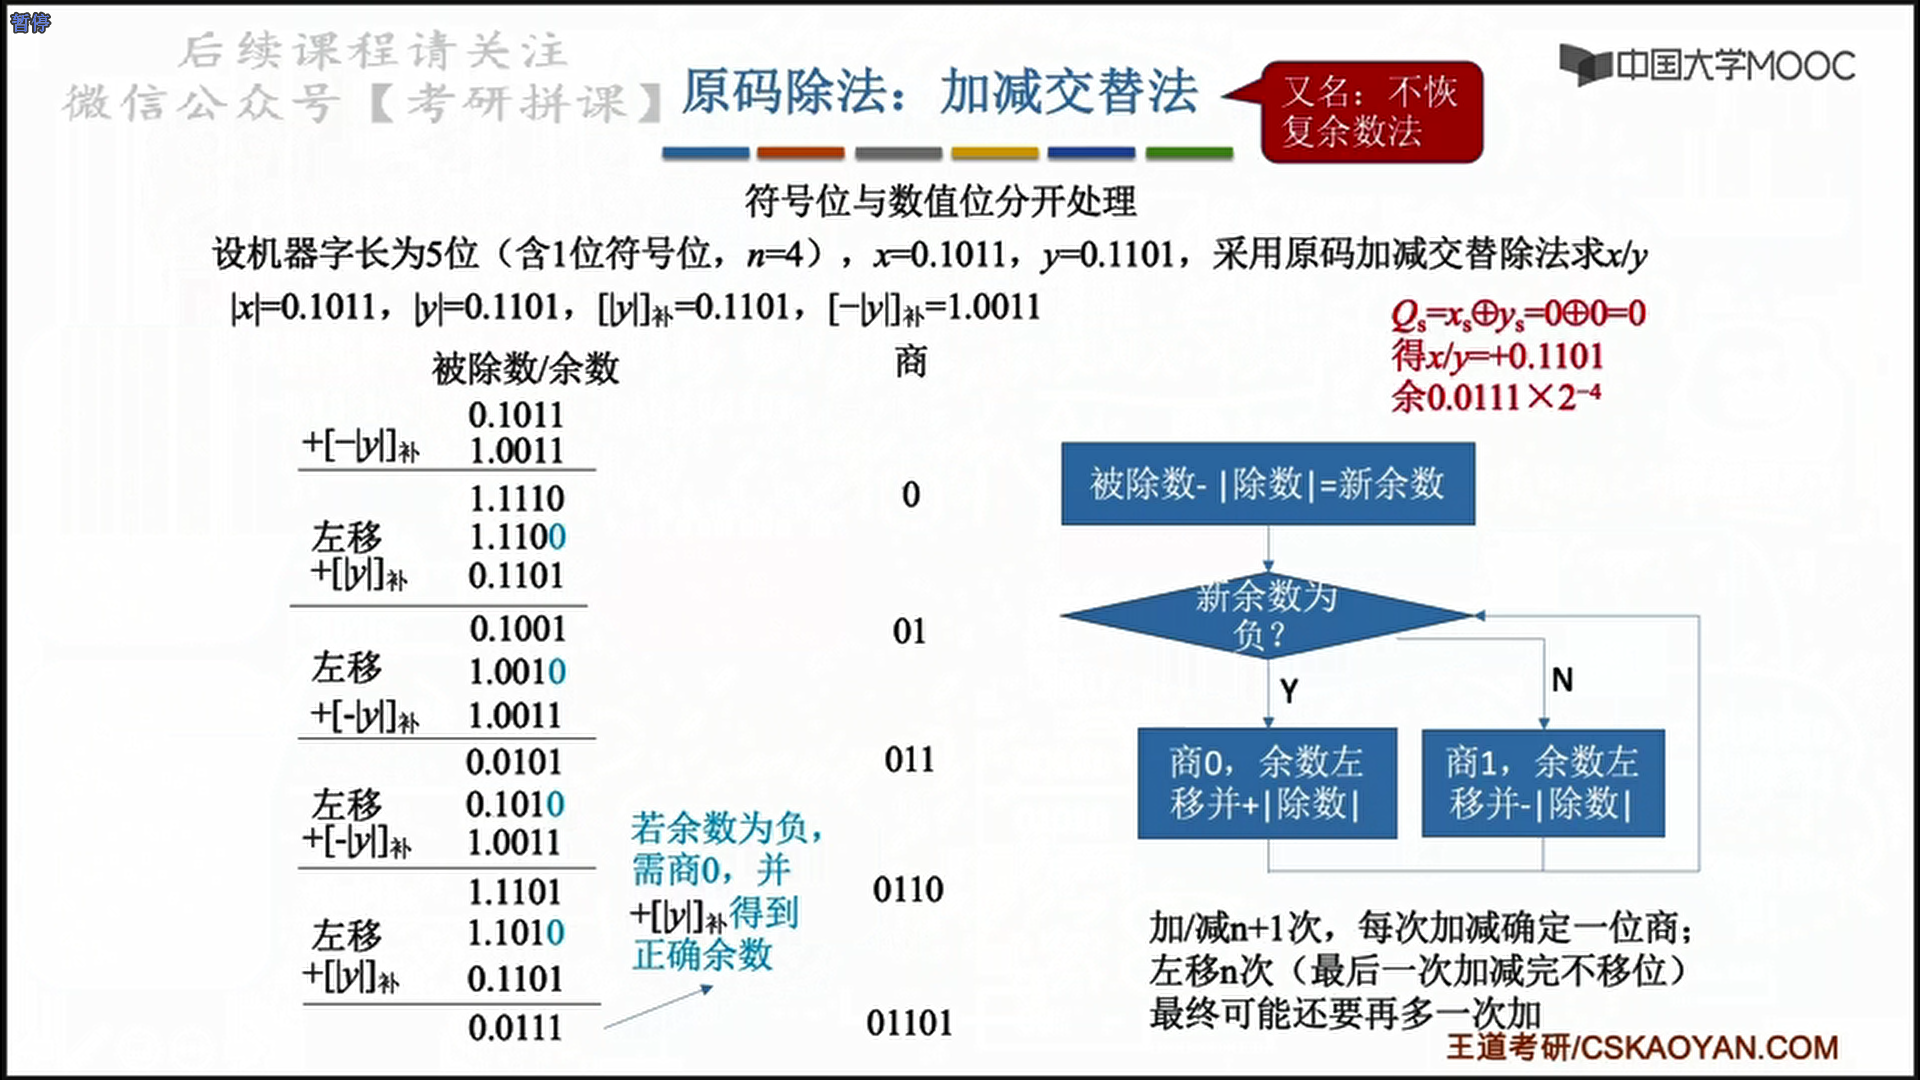 暂停
后续课程请关注
微信公众号【考研拼课】
原码除法：加减交替法
又名：不恢
复余数法
中国大学MOOC
符号位与数值位分开处理
设机器字长为5位（含1位符号位，n=4），x=0.1011，y=0.1101，采用原码加减交替除法求x/y
|x|=0.1011，|y|=0.1101，[|y|]补=0.1101，[−|y|]补=1.0011
Qs=xs⊕ys=0⊕0=0
得x/y=+0.1101
余0.0111×2⁻⁴
被除数/余数 商
0.1011
+[−|y|]补 1.0011
1.1110 0
左移 1.1100
+[|y|]补 0.1101
0.1001 01
左移 1.0010
+[-|y|]补 1.0011
0.0101 011
左移 0.1010
+[-|y|]补 1.0011
1.1101 0110
左移 1.1010
+[|y|]补 0.1101
0.0111 01101
若余数为负，
需商0，并
+[|y|]补得到
正确余数
被除数- |除数|=新余数
新余数为
负？
Y
N
商0，余数左
移并+|除数|
商1，余数左
移并-|除数|
加/减n+1次，每次加减确定一位商；
左移n次（最后一次加减完不移位）
最终可能还要再多一次加
王道考研/CSKAOYAN.COM